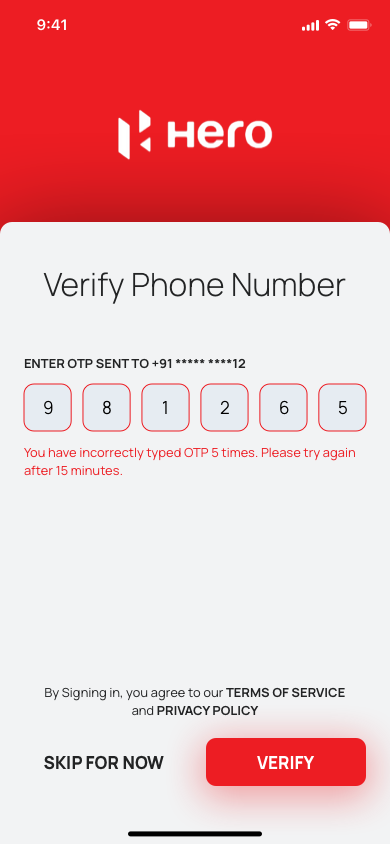 9:41
Hero
Verify Phone Number
ENTER OTP SENT TO +91 ***** ****12
9 8 1 2 6 5
You have incorrectly typed OTP 5 times. Please try again
after 15 minutes.
By Signing in, you agree to our TERMS OF SERVICE
and PRIVACY POLICY
SKIP FOR NOW VERIFY